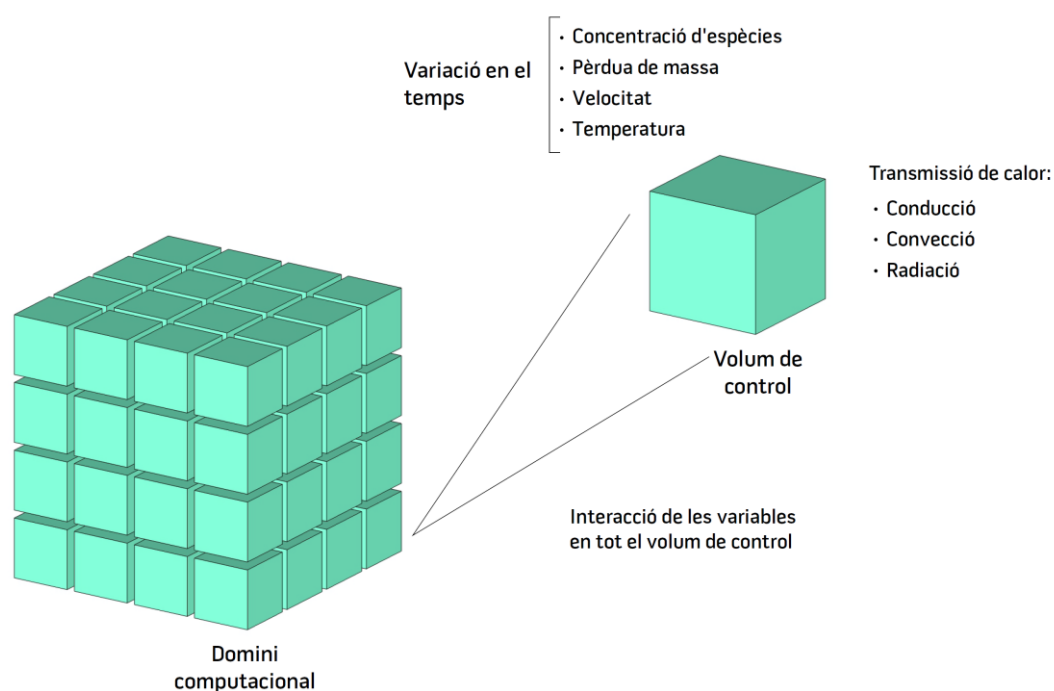 Variació en el
temps
· Concentració d'espècies
· Pèrdua de massa
· Velocitat
· Temperatura
Transmissió de calor:
· Conducció
· Convecció
· Radiació
Volum de
control
Interacció de les variables
en tot el volum de control
Domini
computacional